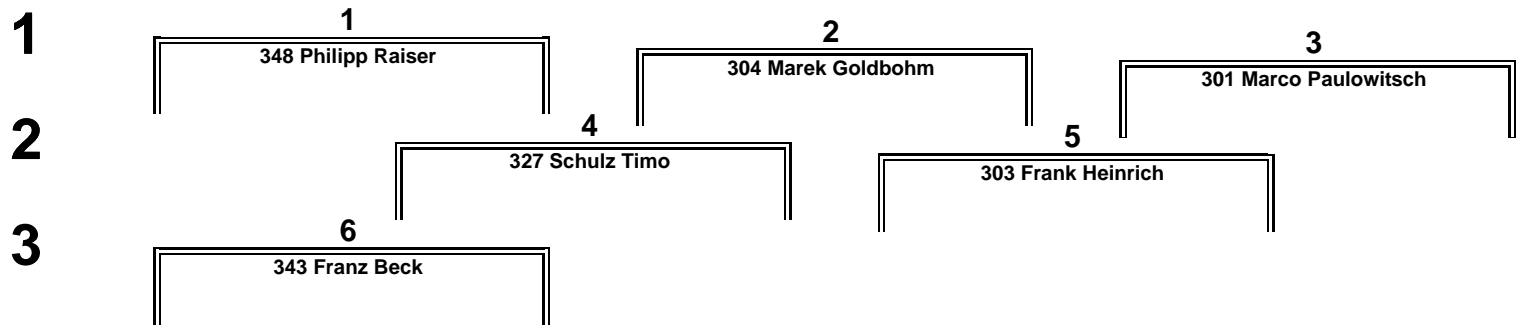 1
1
348 Philipp Raiser
2
304 Marek Goldbohm
3
301 Marco Paulowitsch
2
4
327 Schulz Timo
5
303 Frank Heinrich
3
6
343 Franz Beck